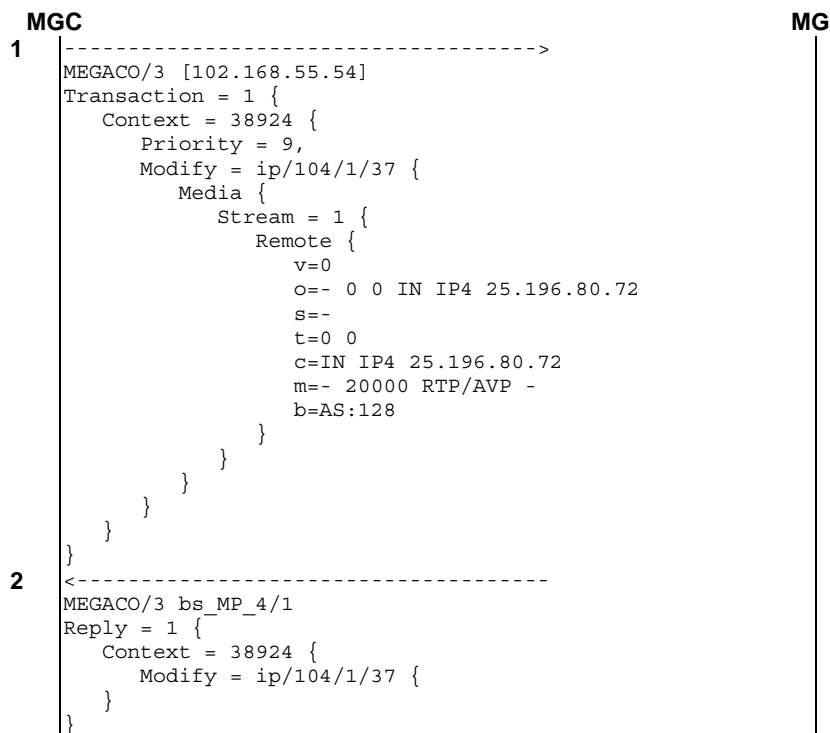 MGC MG
1 ------------------------------------->
MEGACO/3 [102.168.55.54]
Transaction = 1 {
   Context = 38924 {
      Priority = 9,
      Modify = ip/104/1/37 {
         Media {
            Stream = 1 {
               Remote {
                  v=0
                  o=- 0 0 IN IP4 25.196.80.72
                  s=-
                  t=0 0
                  c=IN IP4 25.196.80.72
                  m=- 20000 RTP/AVP -
                  b=AS:128
               }
            }
         }
      }
   }
}
2 <-------------------------------------
MEGACO/3 bs_MP_4/1
Reply = 1 {
   Context = 38924 {
      Modify = ip/104/1/37 {
   }
}